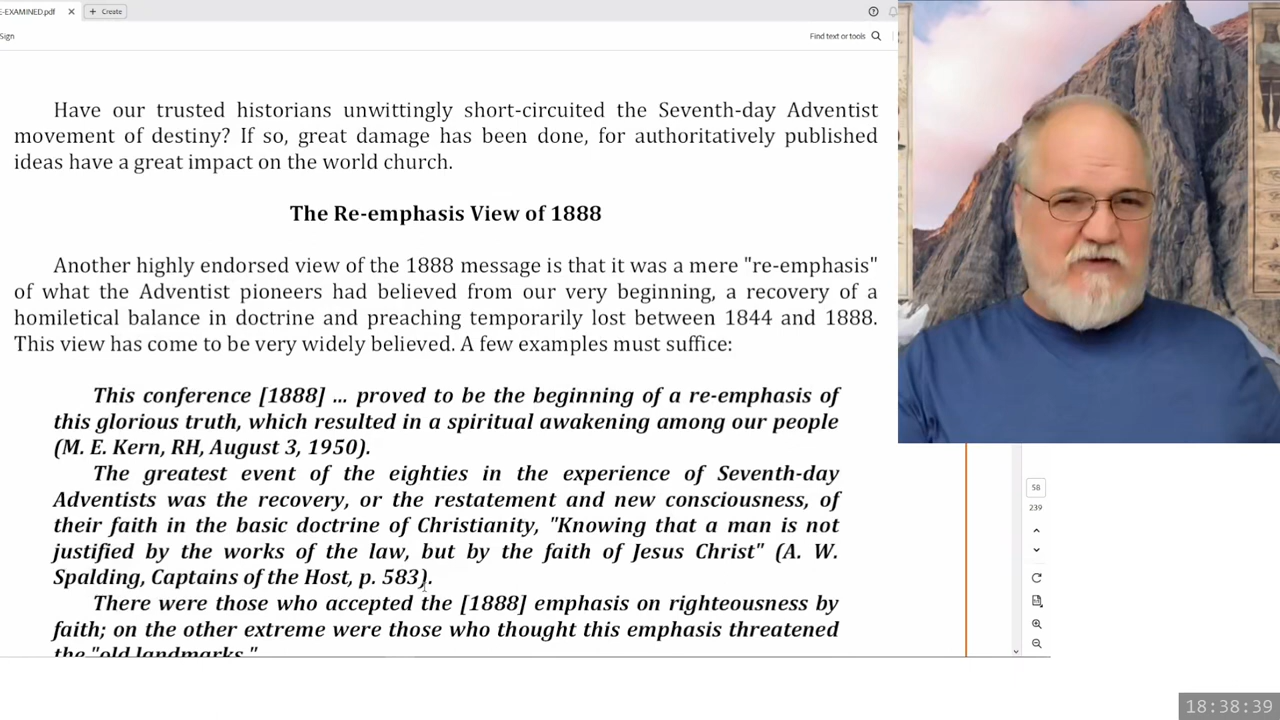 E-EXAMINED.pdf
Create
Sign
Find text or tools
Have our trusted historians unwittingly short-circuited the Seventh-day Adventist
movement of destiny? If so, great damage has been done, for authoritatively published
ideas have a great impact on the world church.
The Re-emphasis View of 1888
Another highly endorsed view of the 1888 message is that it was a mere "re-emphasis"
of what the Adventist pioneers had believed from our very beginning, a recovery of a
homiletical balance in doctrine and preaching temporarily lost between 1844 and 1888.
This view has come to be very widely believed. A few examples must suffice:
This conference [1888] ... proved to be the beginning of a re-emphasis of
this glorious truth, which resulted in a spiritual awakening among our people
(M. E. Kern, RH, August 3, 1950).
The greatest event of the eighties in the experience of Seventh-day
Adventists was the recovery, or the restatement and new consciousness, of
their faith in the basic doctrine of Christianity, "Knowing that a man is not
justified by the works of the law, but by the faith of Jesus Christ" (A. W.
Spalding, Captains of the Host, p. 583).
There were those who accepted the [1888] emphasis on righteousness by
faith; on the other extreme were those who thought this emphasis threatened
the "old landmarks."
58
239
18:38:39